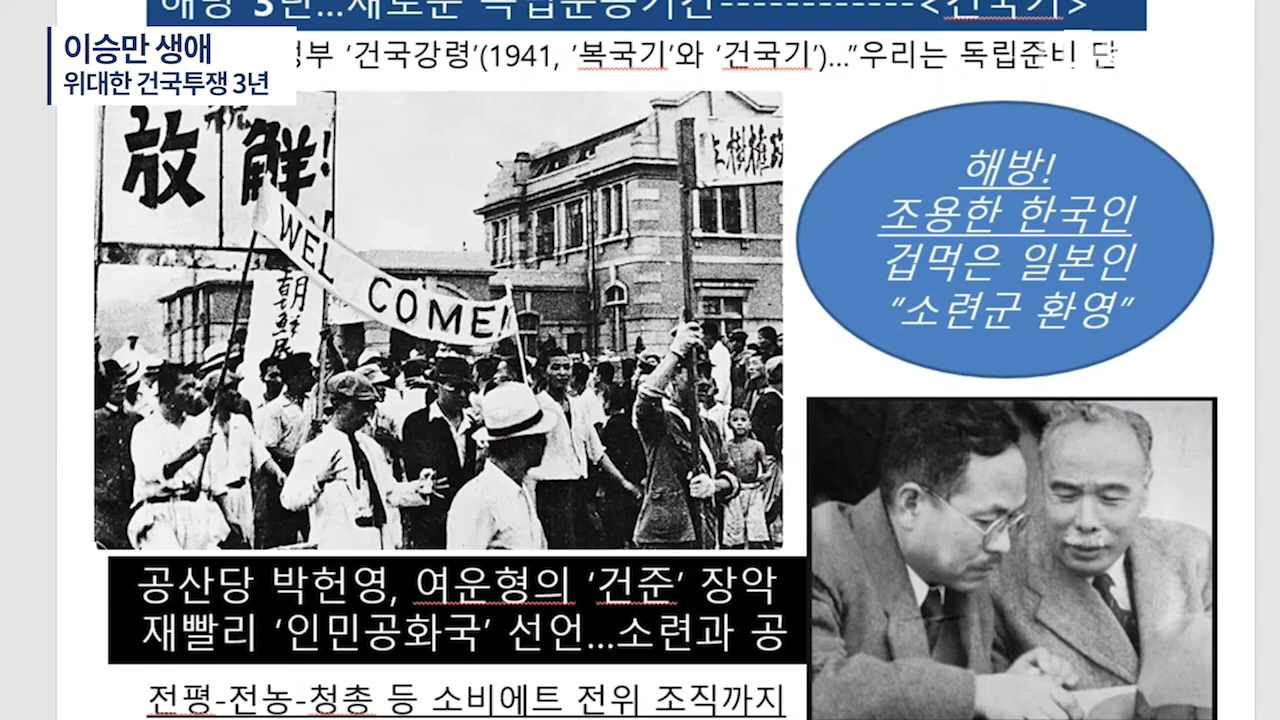 해방 3년...새로운 독립운동기간------------<건국기>
이승만 생애
위대한 건국투쟁 3년
정부 ‘건국강령’(1941, ‘복국기’와 ‘건국기’)...”우리는 독립준비
放 解!
WEL COME!
朝鮮民
해방!
조용한 한국인
겁먹은 일본인
“소련군 환영”
공산당 박헌영, 여운형의 ‘건준’ 장악
재빨리 ‘인민공화국’ 선언...소련과 공
전평-전농-청총 등 소비에트 전위 조직까지